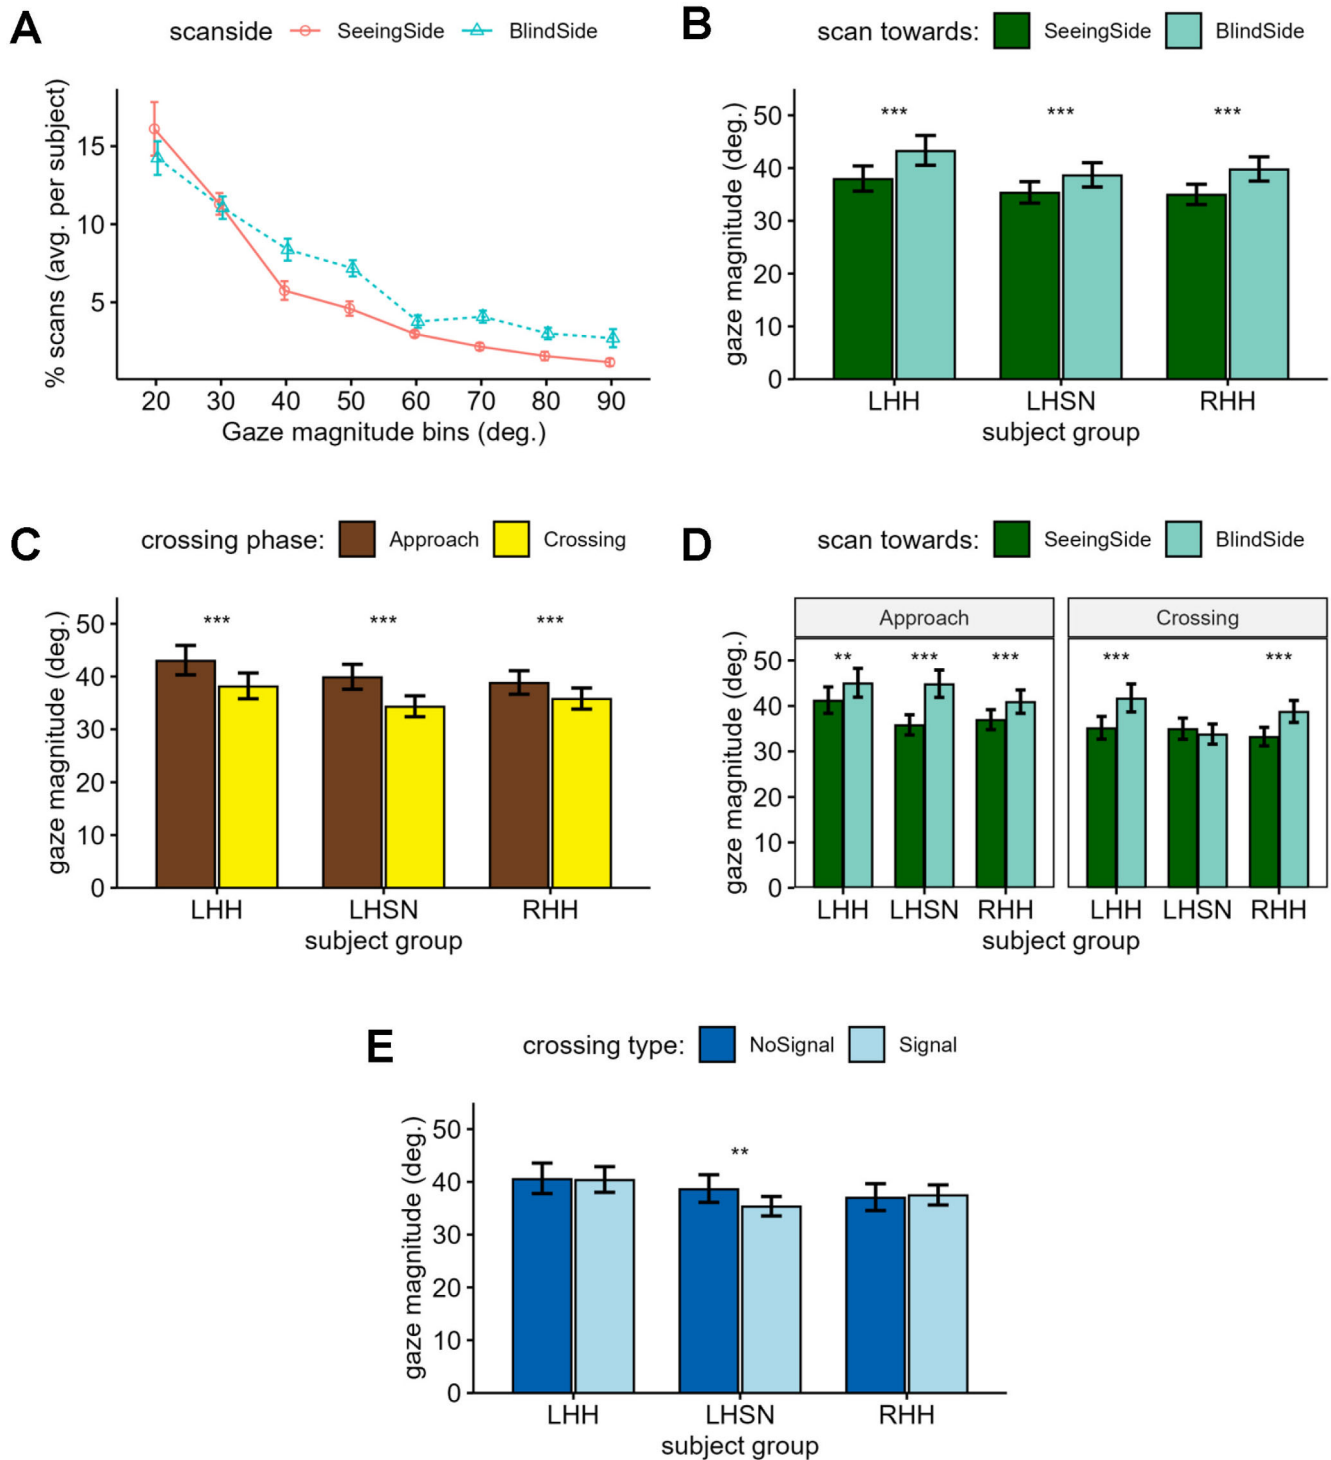 A
scanside SeeingSide BlindSide
% scans (avg. per subject)
15
10
5
20 30 40 50 60 70 80 90
Gaze magnitude bins (deg.)
B
scan towards: SeeingSide BlindSide
gaze magnitude (deg.)
50
40
30
20
10
0
*** *** ***
LHH LHSN RHH
subject group
C
crossing phase: Approach Crossing
gaze magnitude (deg.)
50
40
30
20
10
0
*** *** ***
LHH LHSN RHH
subject group
D
scan towards: SeeingSide BlindSide
Approach Crossing
gaze magnitude (deg.)
50
40
30
20
10
0
** *** *** *** ***
LHH LHSN RHH LHH LHSN RHH
subject group
E
crossing type: NoSignal Signal
gaze magnitude (deg.)
50
40
30
20
10
0
**
LHH LHSN RHH
subject group